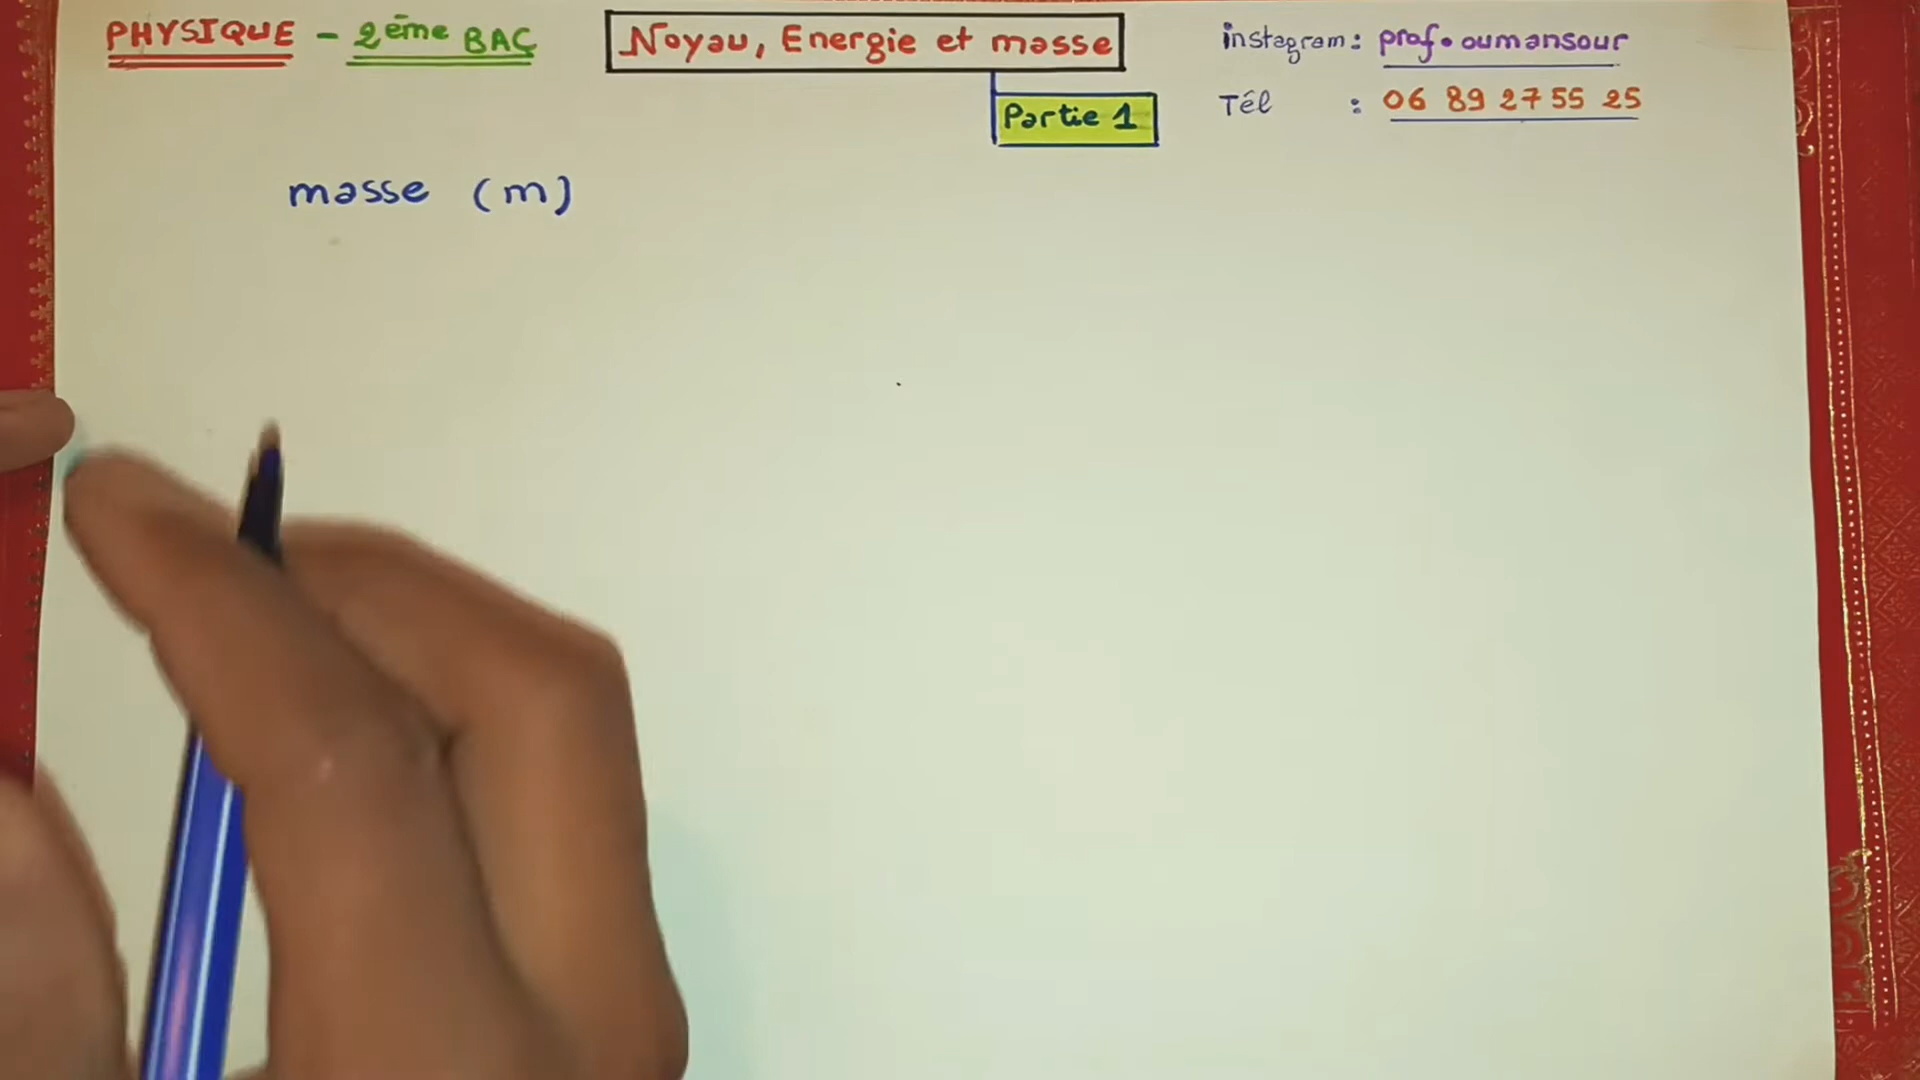 PHYSIQUE - 2ème BAC
Noyau, Energie et masse
Partie 1
instagram: prof.oumansour
Tél : 06 89 27 55 25
masse (m)